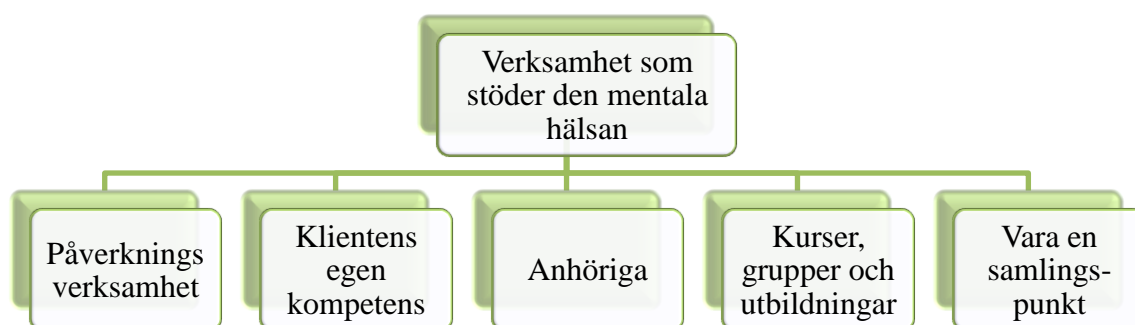 Verksamhet som
stöder den mentala
hälsan
Påverknings
verksamhet
Klientens
egen
kompetens
Anhöriga
Kurser,
grupper och
utbildningar
Vara en
samlings-
punkt